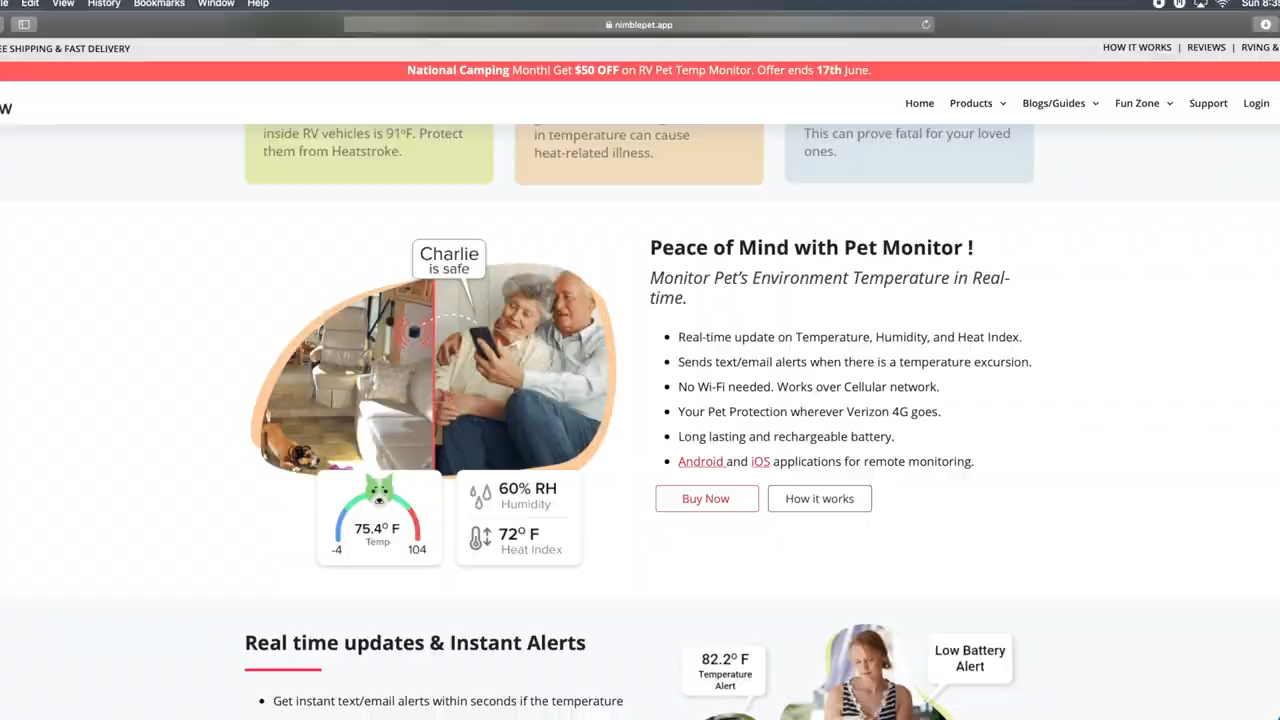 Edit View History Bookmarks Window Help
nimblepet.app
SHIPPING & FAST DELIVERY
HOW IT WORKS | REVIEWS | RVING &
National Camping Month! Get $50 OFF on RV Pet Temp Monitor. Offer ends 17th June.
Home Products Blogs/Guides Fun Zone Support Login
inside RV vehicles is 91ºF. Protect
them from Heatstroke.
in temperature can cause
heat-related illness.
This can prove fatal for your loved
ones.
Charlie
is safe
75.4º F
Temp
-4
104
60% RH
Humidity
72º F
Heat Index
Peace of Mind with Pet Monitor !
Monitor Pet's Environment Temperature in Real-
time.
• Real-time update on Temperature, Humidity, and Heat Index.
• Sends text/email alerts when there is a temperature excursion.
• No Wi-Fi needed. Works over Cellular network.
• Your Pet Protection wherever Verizon 4G goes.
• Long lasting and rechargeable battery.
• Android and iOS applications for remote monitoring.
Buy Now
How it works
Real time updates & Instant Alerts
• Get instant text/email alerts within seconds if the temperature
82.2º F
Temperature
Alert
Low Battery
Alert